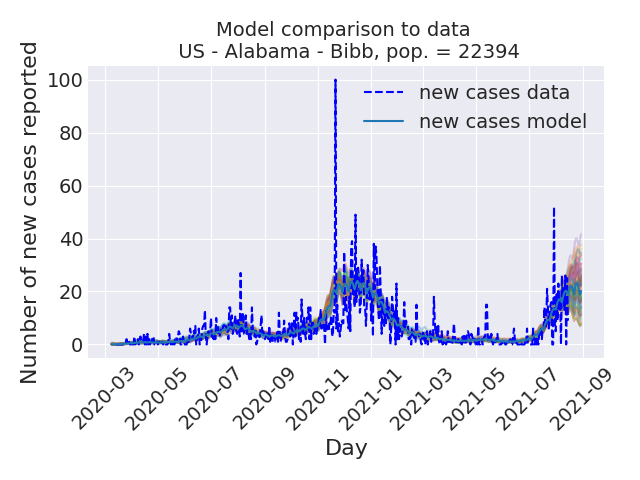 Model comparison to data
US - Alabama - Bibb, pop. = 22394
Number of new cases reported
100
80
60
40
20
0
new cases data
new cases model
2020-03
2020-05
2020-07
2020-09
2020-11
2021-01
2021-03
2021-05
2021-07
2021-09
Day